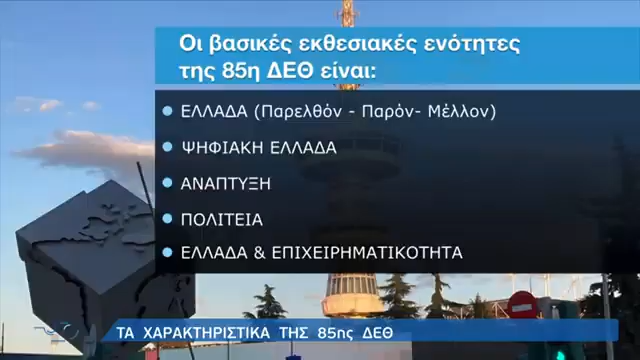 Οι βασικές εκθεσιακές ενότητες
της 85η ΔΕΘ είναι:
ΕΛΛΑΔΑ (Παρελθόν - Παρόν- Μέλλον)
ΨΗΦΙΑΚΗ ΕΛΛΑΔΑ
ΑΝΑΠΤΥΞΗ
ΠΟΛΙΤΕΙΑ
ΕΛΛΑΔΑ & ΕΠΙΧΕΙΡΗΜΑΤΙΚΟΤΗΤΑ
ΤΑ ΧΑΡΑΚΤΗΡΙΣΤΙΚΑ ΤΗΣ 85ης ΔΕΘ